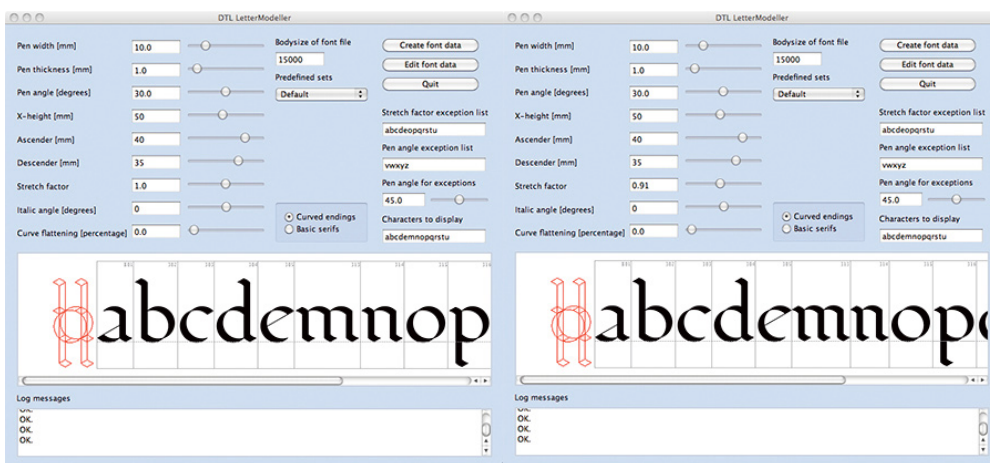 DTL LetterModeller
Pen width [mm] 10.0
Pen thickness [mm] 1.0
Pen angle [degrees] 30.0
X-height [mm] 50
Ascender [mm] 40
Descender [mm] 35
Stretch factor 1.0
Italic angle [degrees] 0
Curve flattening [percentage] 0.0
Bodysize of font file
15000
Predefined sets
Default
Curved endings
Basic serifs
Create font data
Edit font data
Quit
Stretch factor exception list
abcdeopqrstu
Pen angle exception list
vwxyz
Pen angle for exceptions
45.0
Characters to display
abcdemnopqrstu
abcdemnop
Log messages
OK.
OK.
OK.
OK.
DTL LetterModeller
Pen width [mm] 10.0
Pen thickness [mm] 1.0
Pen angle [degrees] 30.0
X-height [mm] 50
Ascender [mm] 40
Descender [mm] 35
Stretch factor 0.91
Italic angle [degrees] 0
Curve flattening [percentage] 0.0
Bodysize of font file
15000
Predefined sets
Default
Curved endings
Basic serifs
Create font data
Edit font data
Quit
Stretch factor exception list
abcdeopqrstu
Pen angle exception list
vwxyz
Pen angle for exceptions
45.0
Characters to display
abcdemnopqrstu
abcdemnop
Log messages
OK.
OK.
OK.
OK.